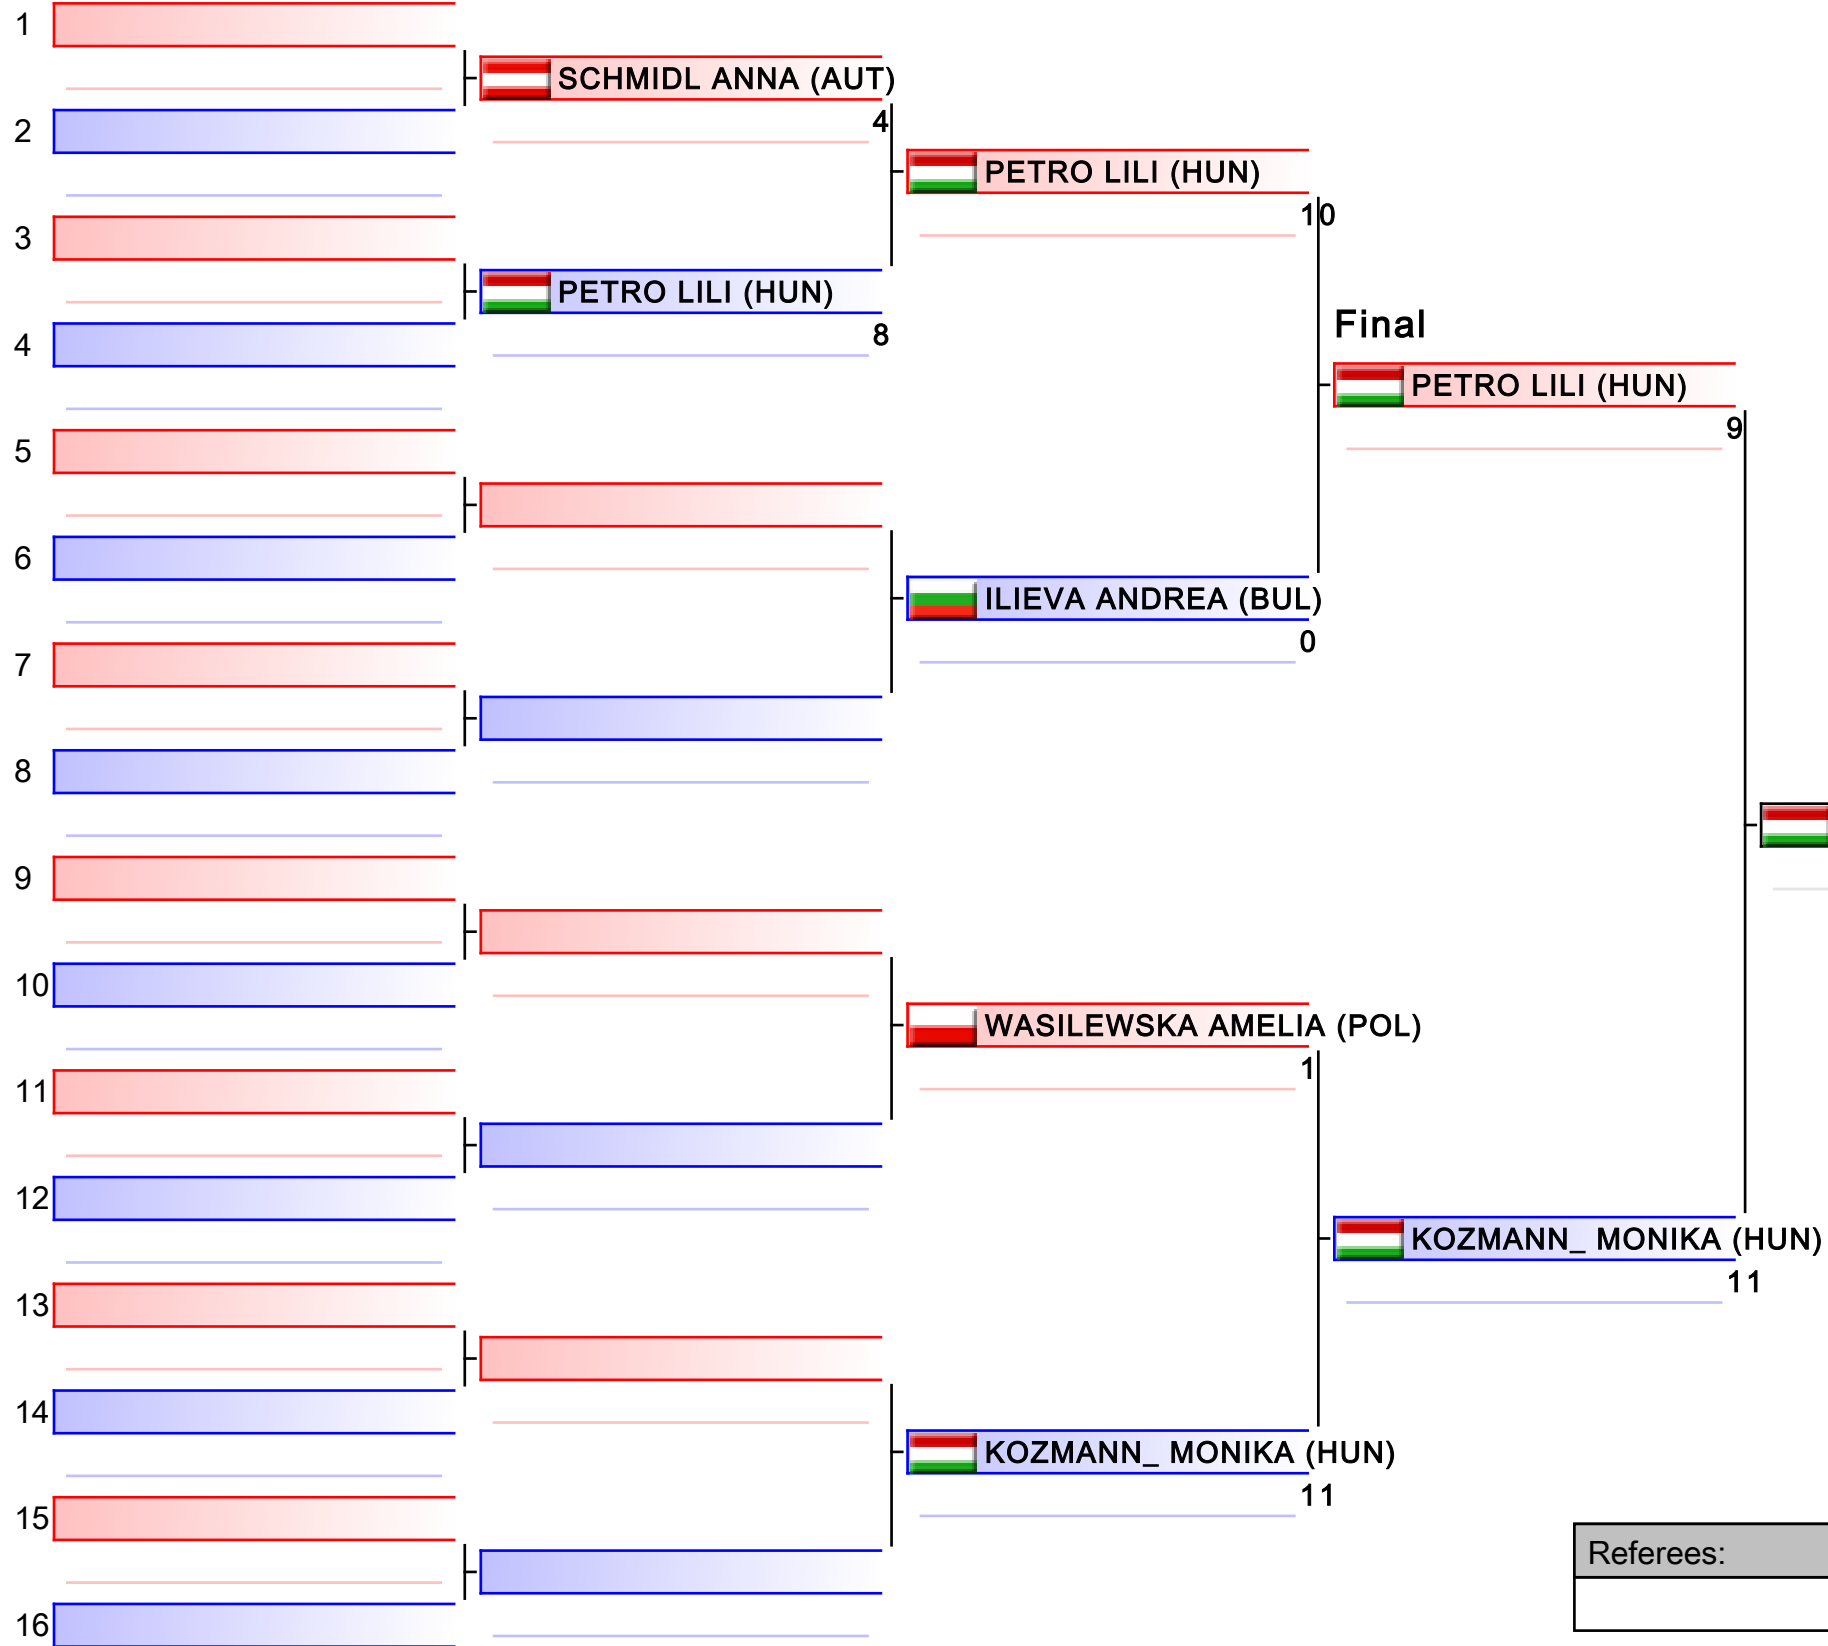 1
SCHMIDL ANNA (AUT)
4
2
PETRO LILI (HUN)
10
3
PETRO LILI (HUN)
8
4
Final
PETRO LILI (HUN)
9
5
6
ILIEVA ANDREA (BUL)
0
7
8
9
10
WASILEWSKA AMELIA (POL)
1
11
12
KOZMANN_ MONIKA (HUN)
11
13
14
KOZMANN_ MONIKA (HUN)
11
15
Referees:
16